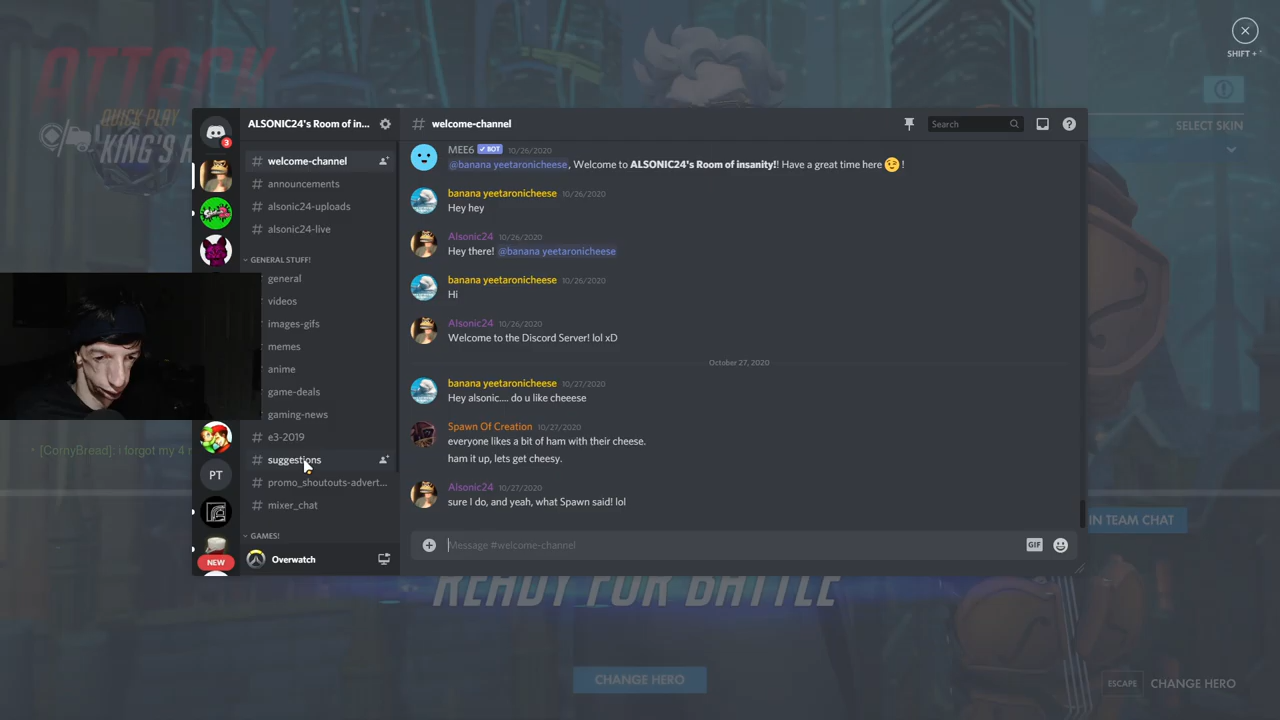 ATTACK
QUICK PLAY
KING'S R
SHIFT + `
SELECT SKIN
3
ALSONIC24's Room of in...
# welcome-channel
Search
# welcome-channel
# announcements
# alsonic24-uploads
# alsonic24-live
GENERAL STUFF!
general
videos
images-gifs
memes
anime
game-deals
gaming-news
# e3-2019
# suggestions
# promo_shoutouts-advert...
# mixer_chat
GAMES!
Overwatch
PT
NEW
[CornyBread]: i forgot my 4 r
MEE6 BOT 10/26/2020
@banana yeetaronicheese, Welcome to ALSONIC24's Room of insanity!! Have a great time here 😉 !
banana yeetaronicheese 10/26/2020
Hey hey
Alsonic24 10/26/2020
Hey there! @banana yeetaronicheese
banana yeetaronicheese 10/26/2020
Hi
Alsonic24 10/26/2020
Welcome to the Discord Server! lol xD
October 27, 2020
banana yeetaronicheese 10/27/2020
Hey alsonic.... do u like cheeese
Spawn Of Creation 10/27/2020
everyone likes a bit of ham with their cheese.
ham it up, lets get cheesy.
Alsonic24 10/27/2020
sure I do, and yeah, what Spawn said! lol
Message #welcome-channel
GIF
IN TEAM CHAT
READY FOR BATTLE
CHANGE HERO
ESCAPE CHANGE HERO